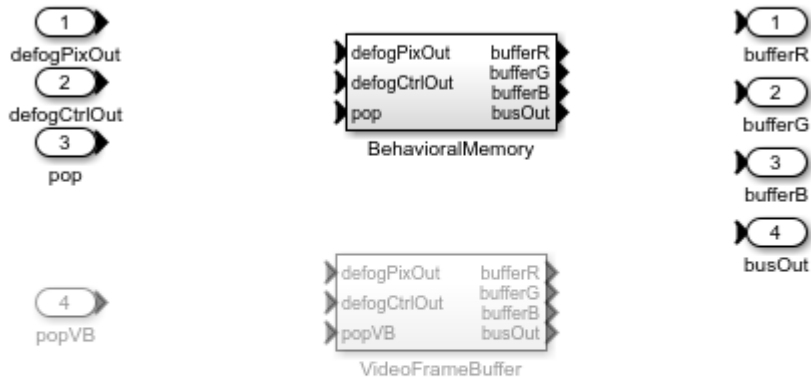 1
defogPixOut
2
defogCtrlOut
3
pop
defogPixOut bufferR
bufferG
defogCtrlOut
bufferB
pop busOut
BehavioralMemory
1
bufferR
2
bufferG
3
bufferB
4
busOut
4
popVB
defogPixOut bufferR
bufferG
defogCtrlOut
bufferB
popVB busOut
VideoFrameBuffer